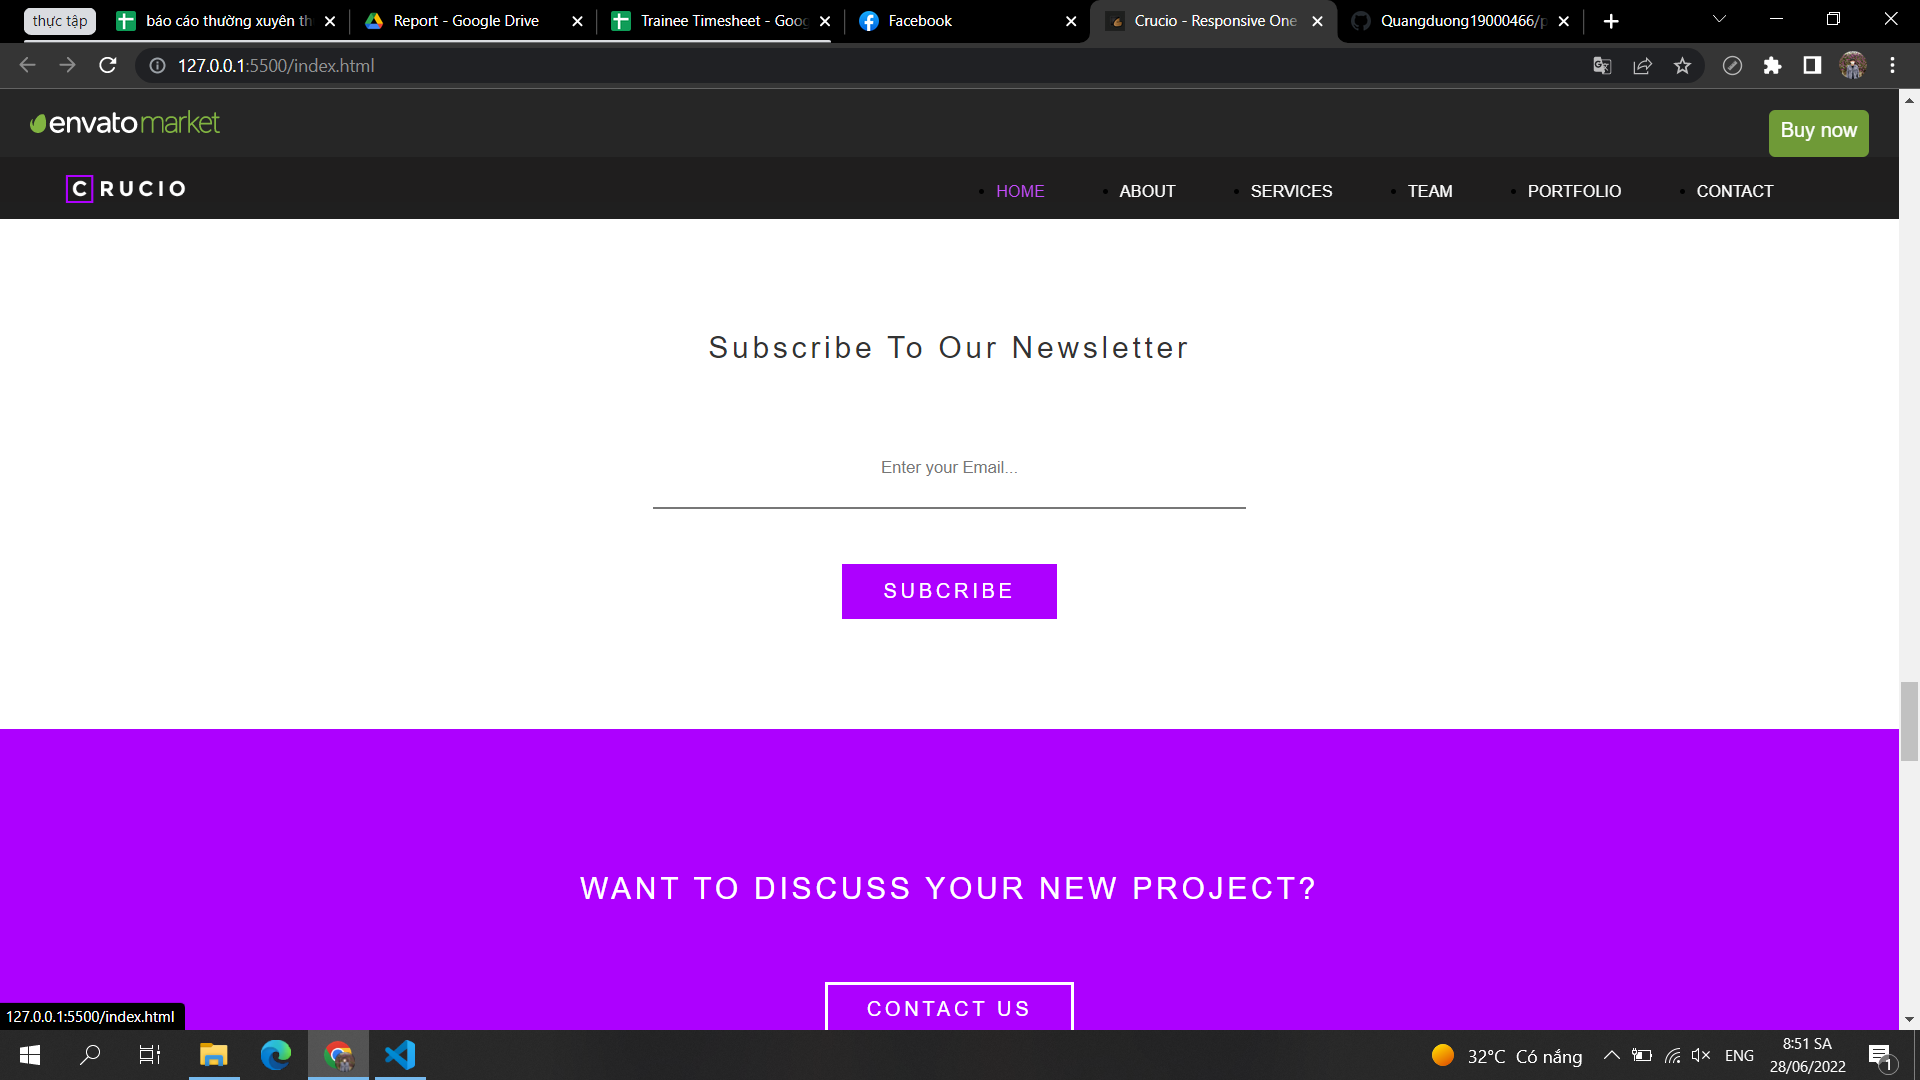 thực tập
báo cáo thường xuyên th
Report - Google Drive
Trainee Timesheet - Goog
Facebook
Crucio - Responsive One
Quangduong19000466/p
127.0.0.1:5500/index.html
envatomarket
Buy now
CRUCIO
HOME
ABOUT
SERVICES
TEAM
PORTFOLIO
CONTACT
Subscribe To Our Newsletter
Enter your Email...
SUBCRIBE
WANT TO DISCUSS YOUR NEW PROJECT?
CONTACT US
127.0.0.1:5500/index.html
32°C Có nắng
ENG
8:51 SA
28/06/2022
1